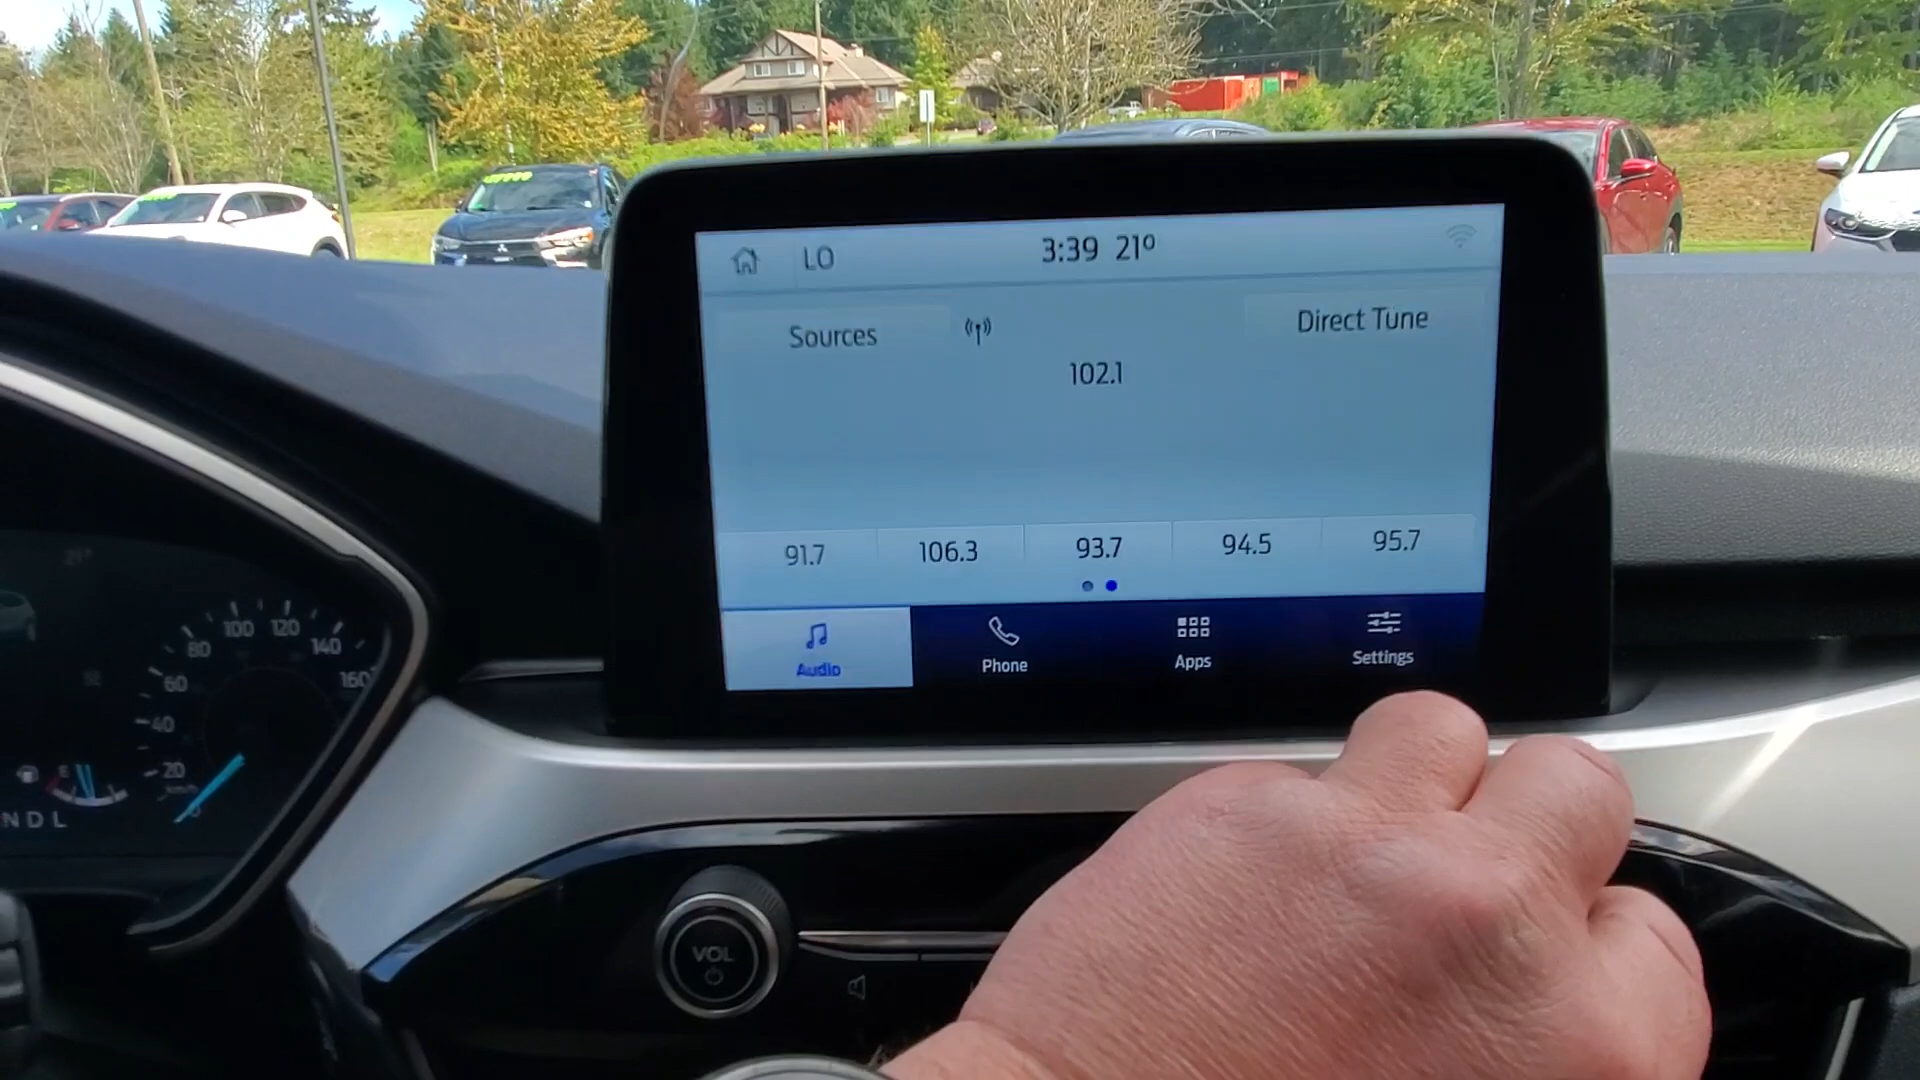 LO 3:39 21°
Sources Direct Tune
102.1
91.7 106.3 93.7 94.5 95.7
Audio Phone Apps Settings
20 40 60 80 100 120 140 160
E
N D L
VOL